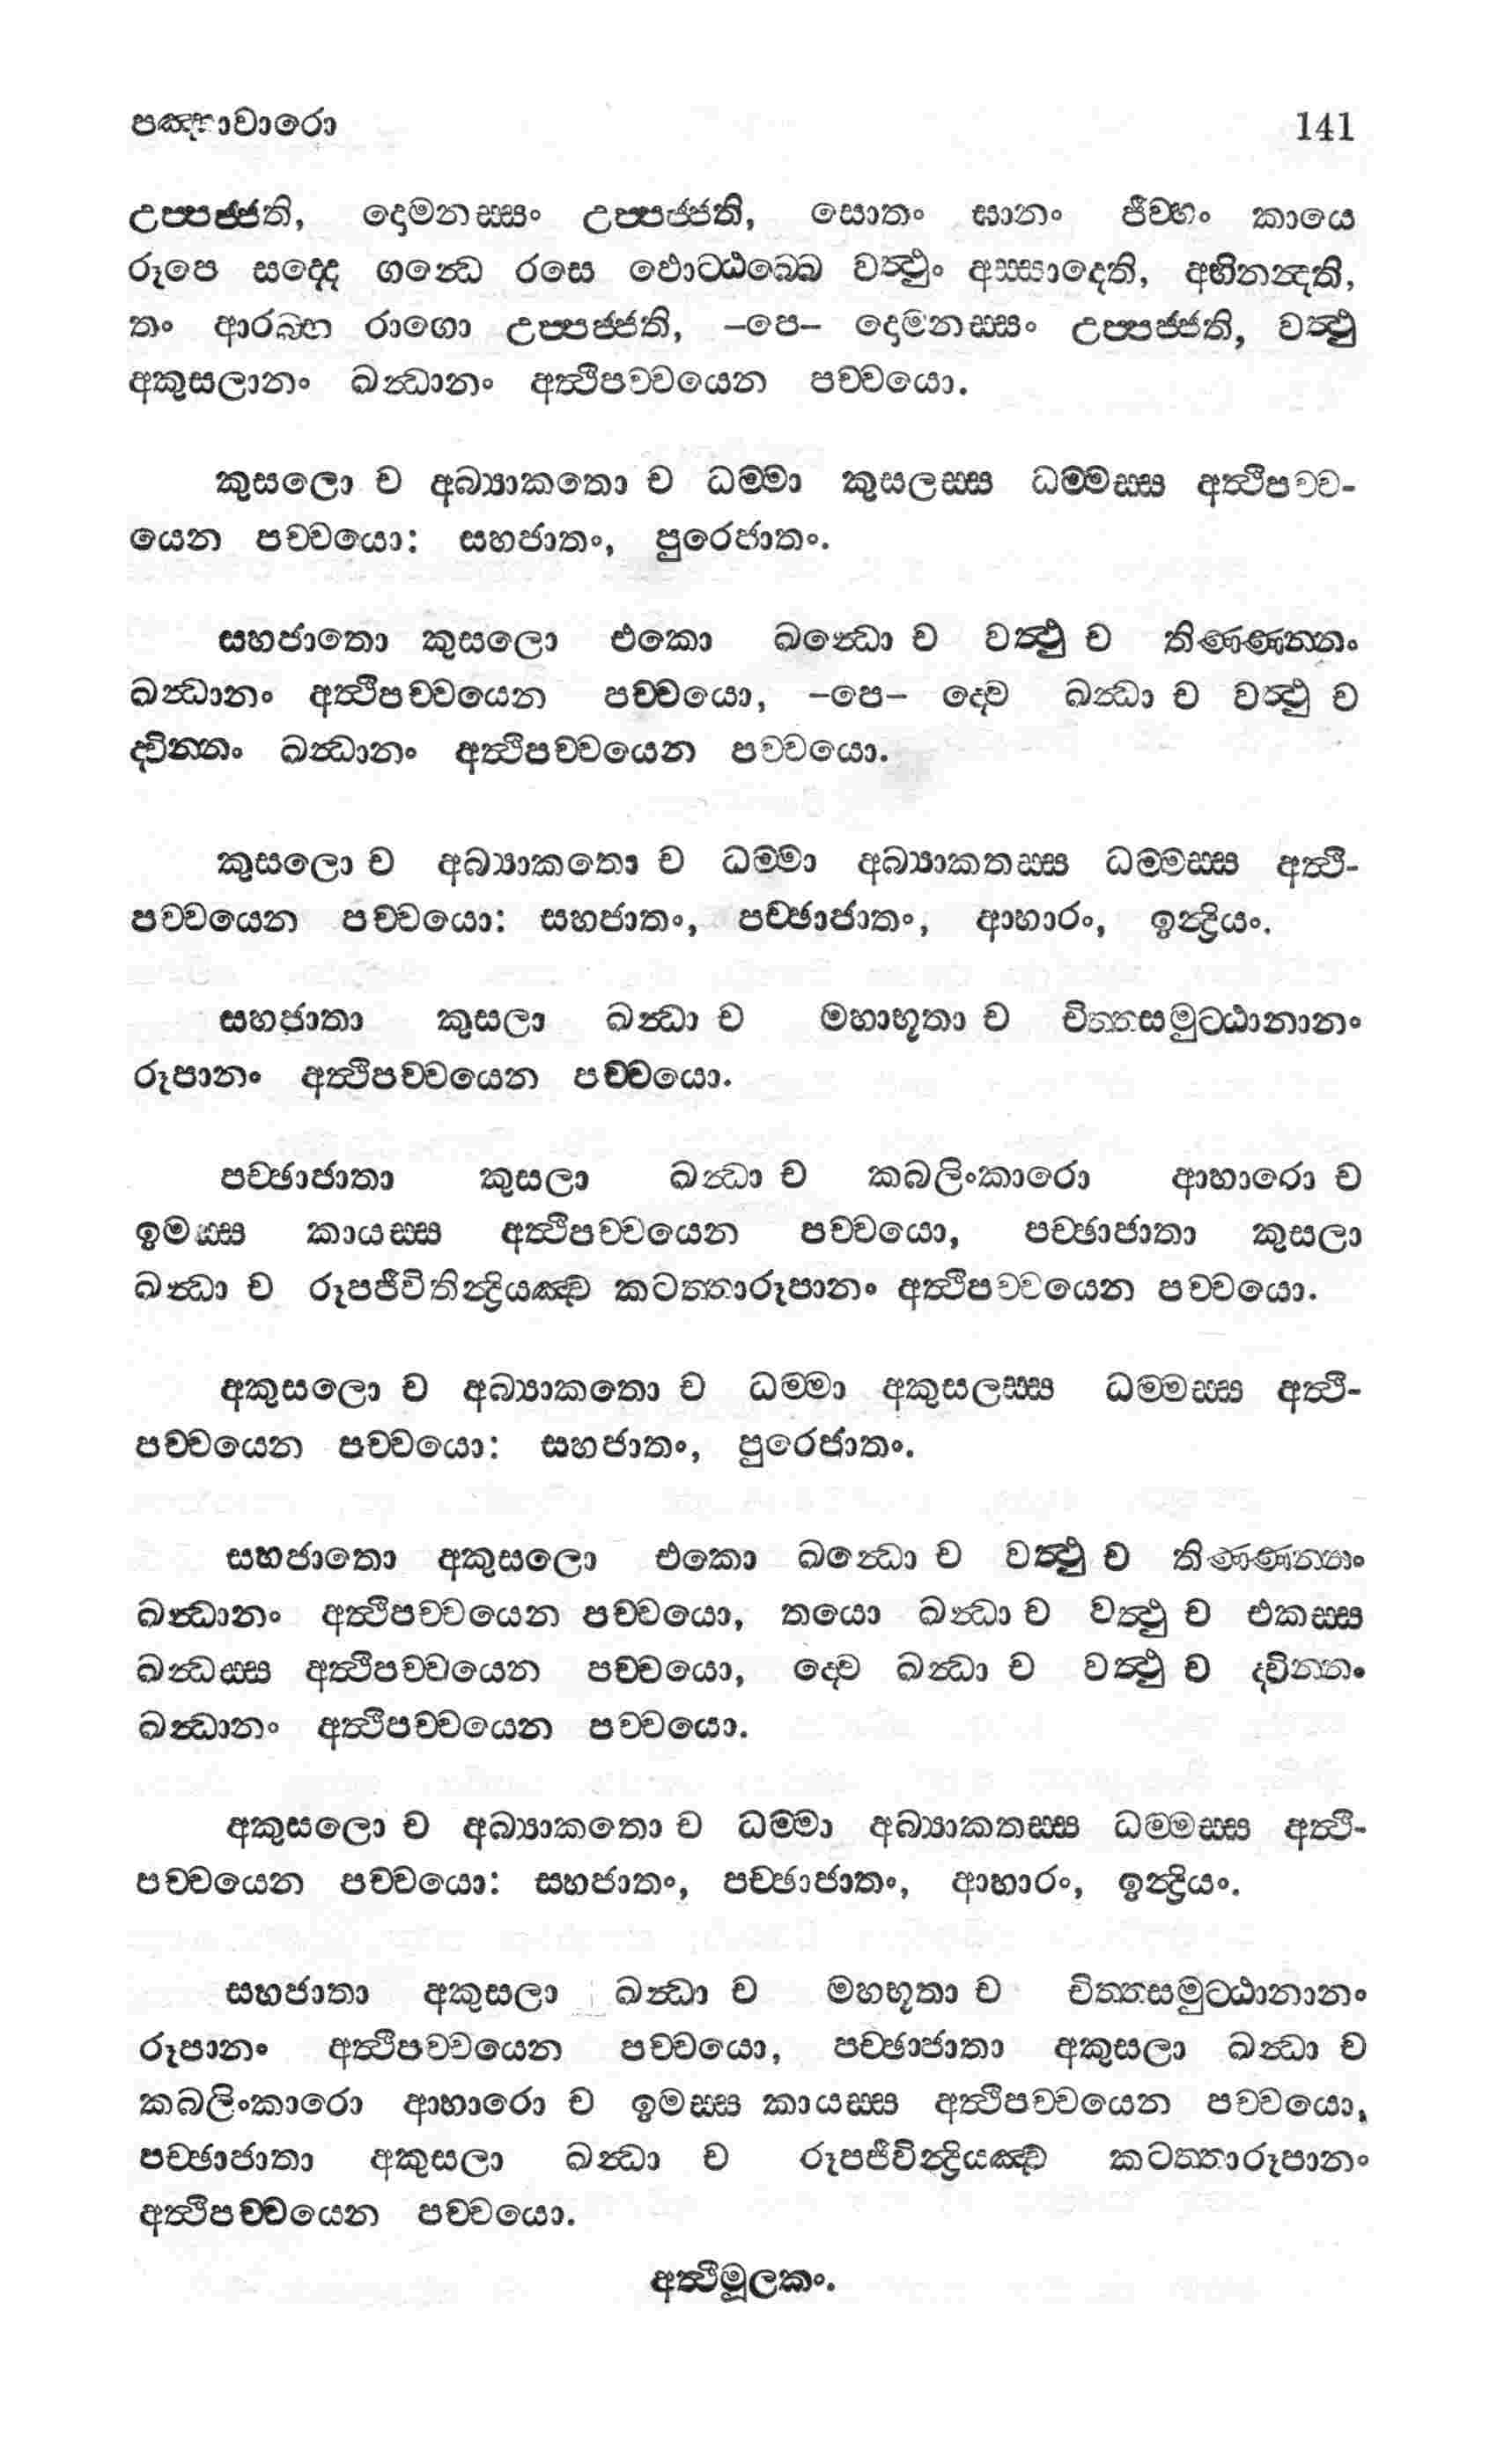 පඤ්හාවාරො 141
උප්පජ්ජති, දොමනස්සං උප්පජ්ජති, සොතං ඝානං ජිව්හං කායෙ
රූපෙ සද්දෙ ගන්ධෙ රසෙ ඵොට්ඨබ්බෙ වත්ථුං අස්සාදෙති, අභිනන්දති,
තං ආරබ්භ රාගො උප්පජ්ජති, –පෙ– දොමනස්සං උප්පජ්ජති, වත්ථු
අකුසලානං ඛන්ධානං අත්ථිපච්චයෙන පච්චයො.
කුසලො ච අබ්‍යාකතො ච ධම්මා කුසලස්ස ධම්මස්ස අත්ථිපච්ච-
යෙන පච්චයො: සහජාතං, පුරෙජාතං.
සහජාතො කුසලො එකො ඛන්ධො ච වත්ථු ච තිණ්ණන්නං
ඛන්ධානං අත්ථිපච්චයෙන පච්චයො, –පෙ– ද්වෙ ඛන්ධා ච වත්ථු ච
ද්වින්නං ඛන්ධානං අත්ථිපච්චයෙන පච්චයො.
කුසලො ච අබ්‍යාකතො ච ධම්මා අබ්‍යාකතස්ස ධම්මස්ස අත්ථි-
පච්චයෙන පච්චයො: සහජාතං, පච්ඡාජාතං, ආහාරං, ඉන්ද්‍රියං.
සහජාතා කුසලා ඛන්ධා ච මහාභූතා ච චිත්තසමුට්ඨානානං
රූපානං අත්ථිපච්චයෙන පච්චයො.
පච්ඡාජාතා කුසලා ඛන්ධා ච කබලිංකාරො ආහාරො ච
ඉමස්ස කායස්ස අත්ථිපච්චයෙන පච්චයො, පච්ඡාජාතා කුසලා
ඛන්ධා ච රූපජීවිතින්ද්‍රියඤ්ච කටත්තාරූපානං අත්ථිපච්චයෙන පච්චයො.
අකුසලො ච අබ්‍යාකතො ච ධම්මා අකුසලස්ස ධම්මස්ස අත්ථි-
පච්චයෙන පච්චයො: සහජාතං, පුරෙජාතං.
සහජාතො අකුසලො එකො ඛන්ධො ච වත්ථු ච තිණ්ණන්නං
ඛන්ධානං අත්ථිපච්චයෙන පච්චයො, තයො ඛන්ධා ච වත්ථු ච එකස්ස
ඛන්ධස්ස අත්ථිපච්චයෙන පච්චයො, ද්වෙ ඛන්ධා ච වත්ථු ච ද්වින්නං
ඛන්ධානං අත්ථිපච්චයෙන පච්චයො.
අකුසලො ච අබ්‍යාකතො ච ධම්මා අබ්‍යාකතස්ස ධම්මස්ස අත්ථි-
පච්චයෙන පච්චයො: සහජාතං, පච්ඡාජාතං, ආහාරං, ඉන්ද්‍රියං.
සහජාතා අකුසලා ඛන්ධා ච මහභූතා ච චිත්තසමුට්ඨානානං
රූපානං අත්ථිපච්චයෙන පච්චයො, පච්ඡාජාතා අකුසලා ඛන්ධා ච
කබලිංකාරො ආහාරො ච ඉමස්ස කායස්ස අත්ථිපච්චයෙන පච්චයො,
පච්ඡාජාතා අකුසලා ඛන්ධා ච රූපජීවින්ද්‍රියඤ්ච කටත්තාරූපානං
අත්ථිපච්චයෙන පච්චයො.
අත්ථිමූලකං.